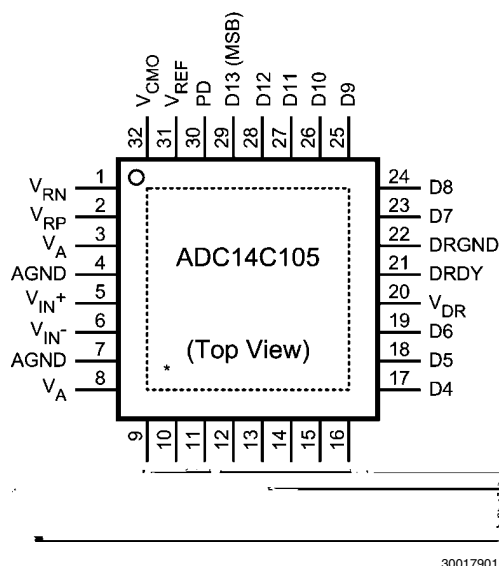 VCMO
VREF
PD
D13 (MSB)
D12
D11
D10
D9
32
31
30
29
28
27
26
25
VRN 1
VRP 2
VA 3
AGND 4
VIN+ 5
VIN- 6
AGND 7
VA 8
24 D8
23 D7
22 DRGND
21 DRDY
20 VDR
19 D6
18 D5
17 D4
ADC14C105
(Top View)
*
9
10
11
12
13
14
15
16
30017901